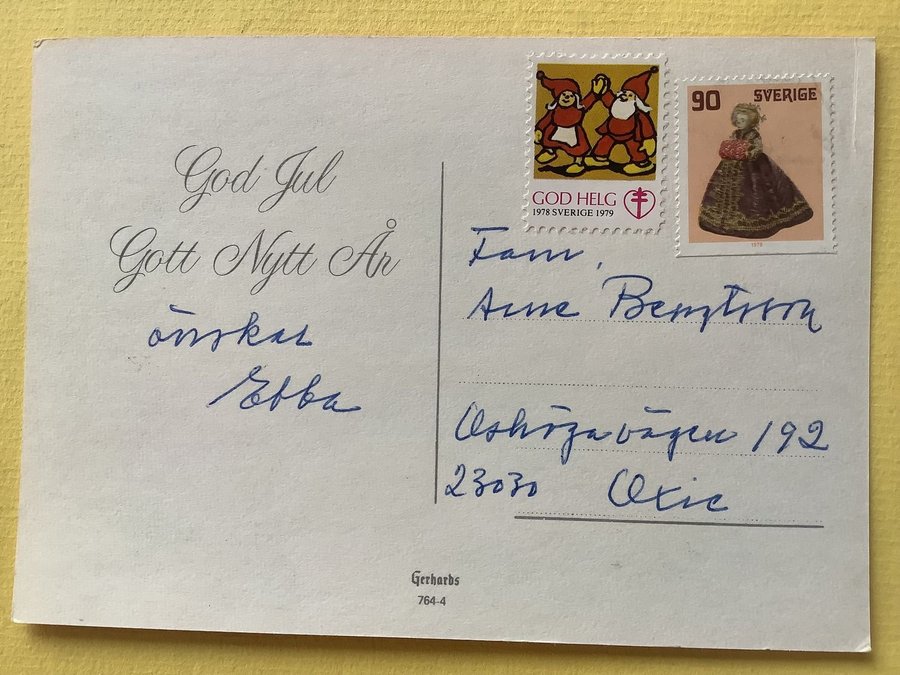 God Jul
Gott Nytt År
önskar
Ebba
GOD HELG
1978 SVERIGE 1979
90 SVERIGE
1978
Fam.
Arne Bengtsson
192
23030 Oxie
Gerhards
764-4